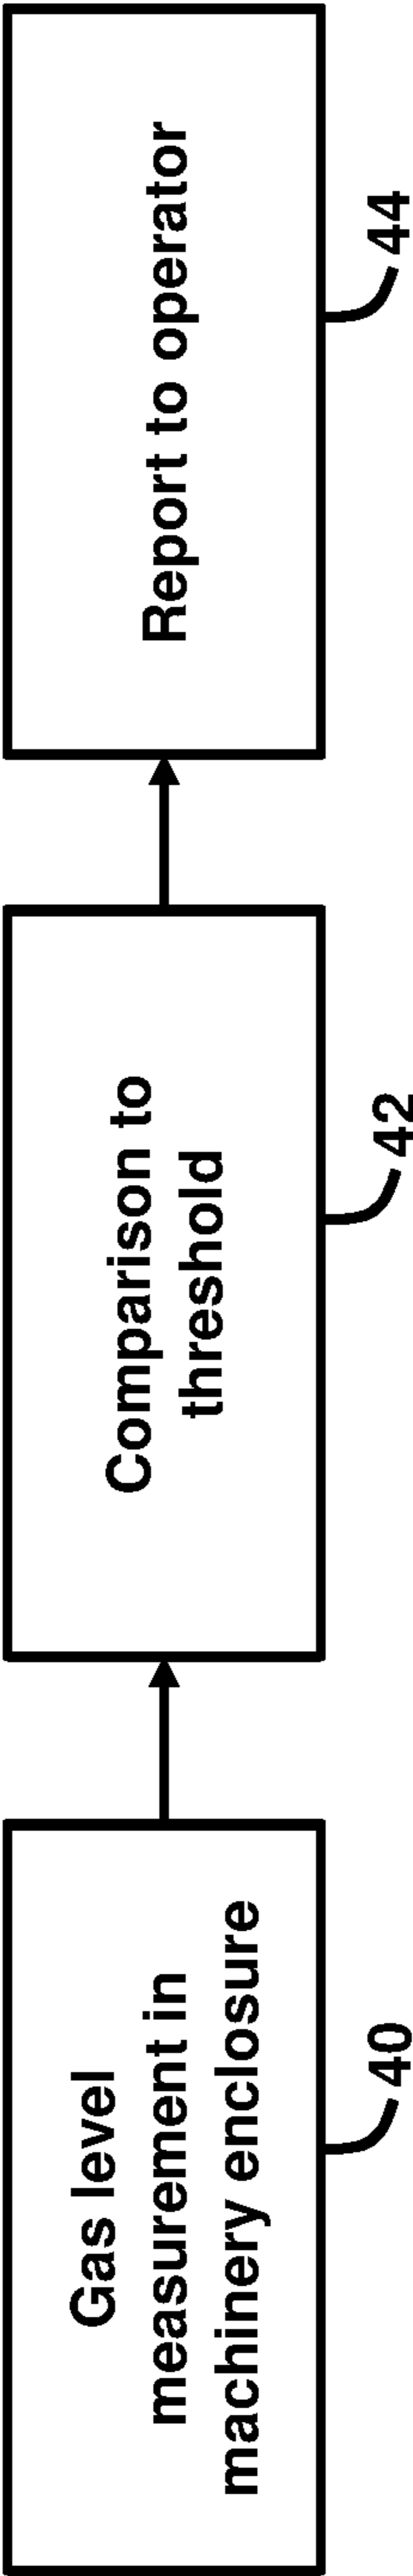 Gas level
measurement in
machinery enclosure
40
Comparison to
threshold
42
Report to operator
44